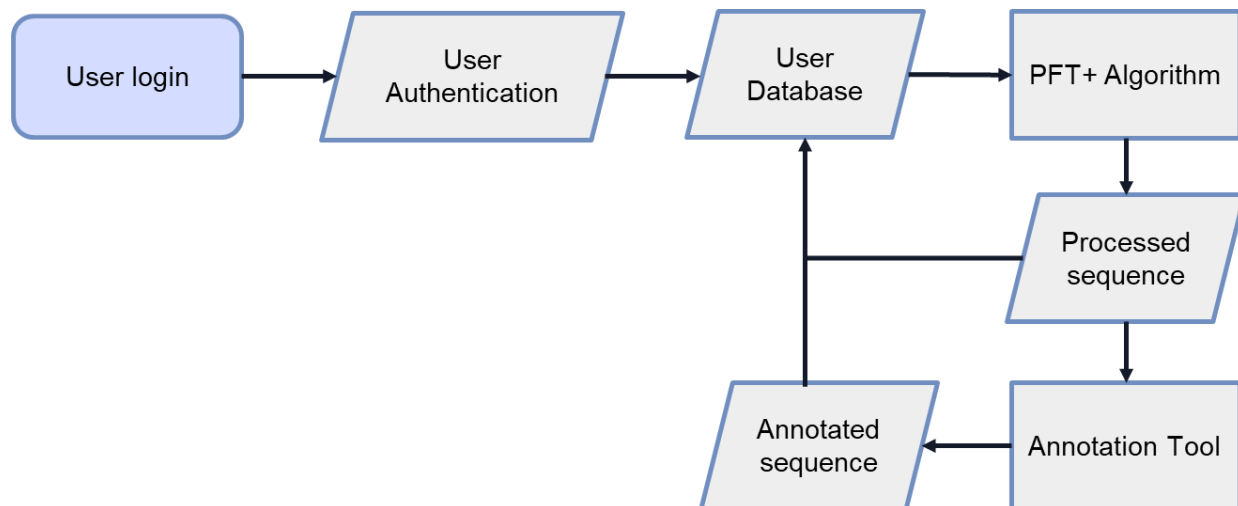 User login
User
Authentication
User
Database
PFT+ Algorithm
Processed
sequence
Annotated
sequence
Annotation Tool